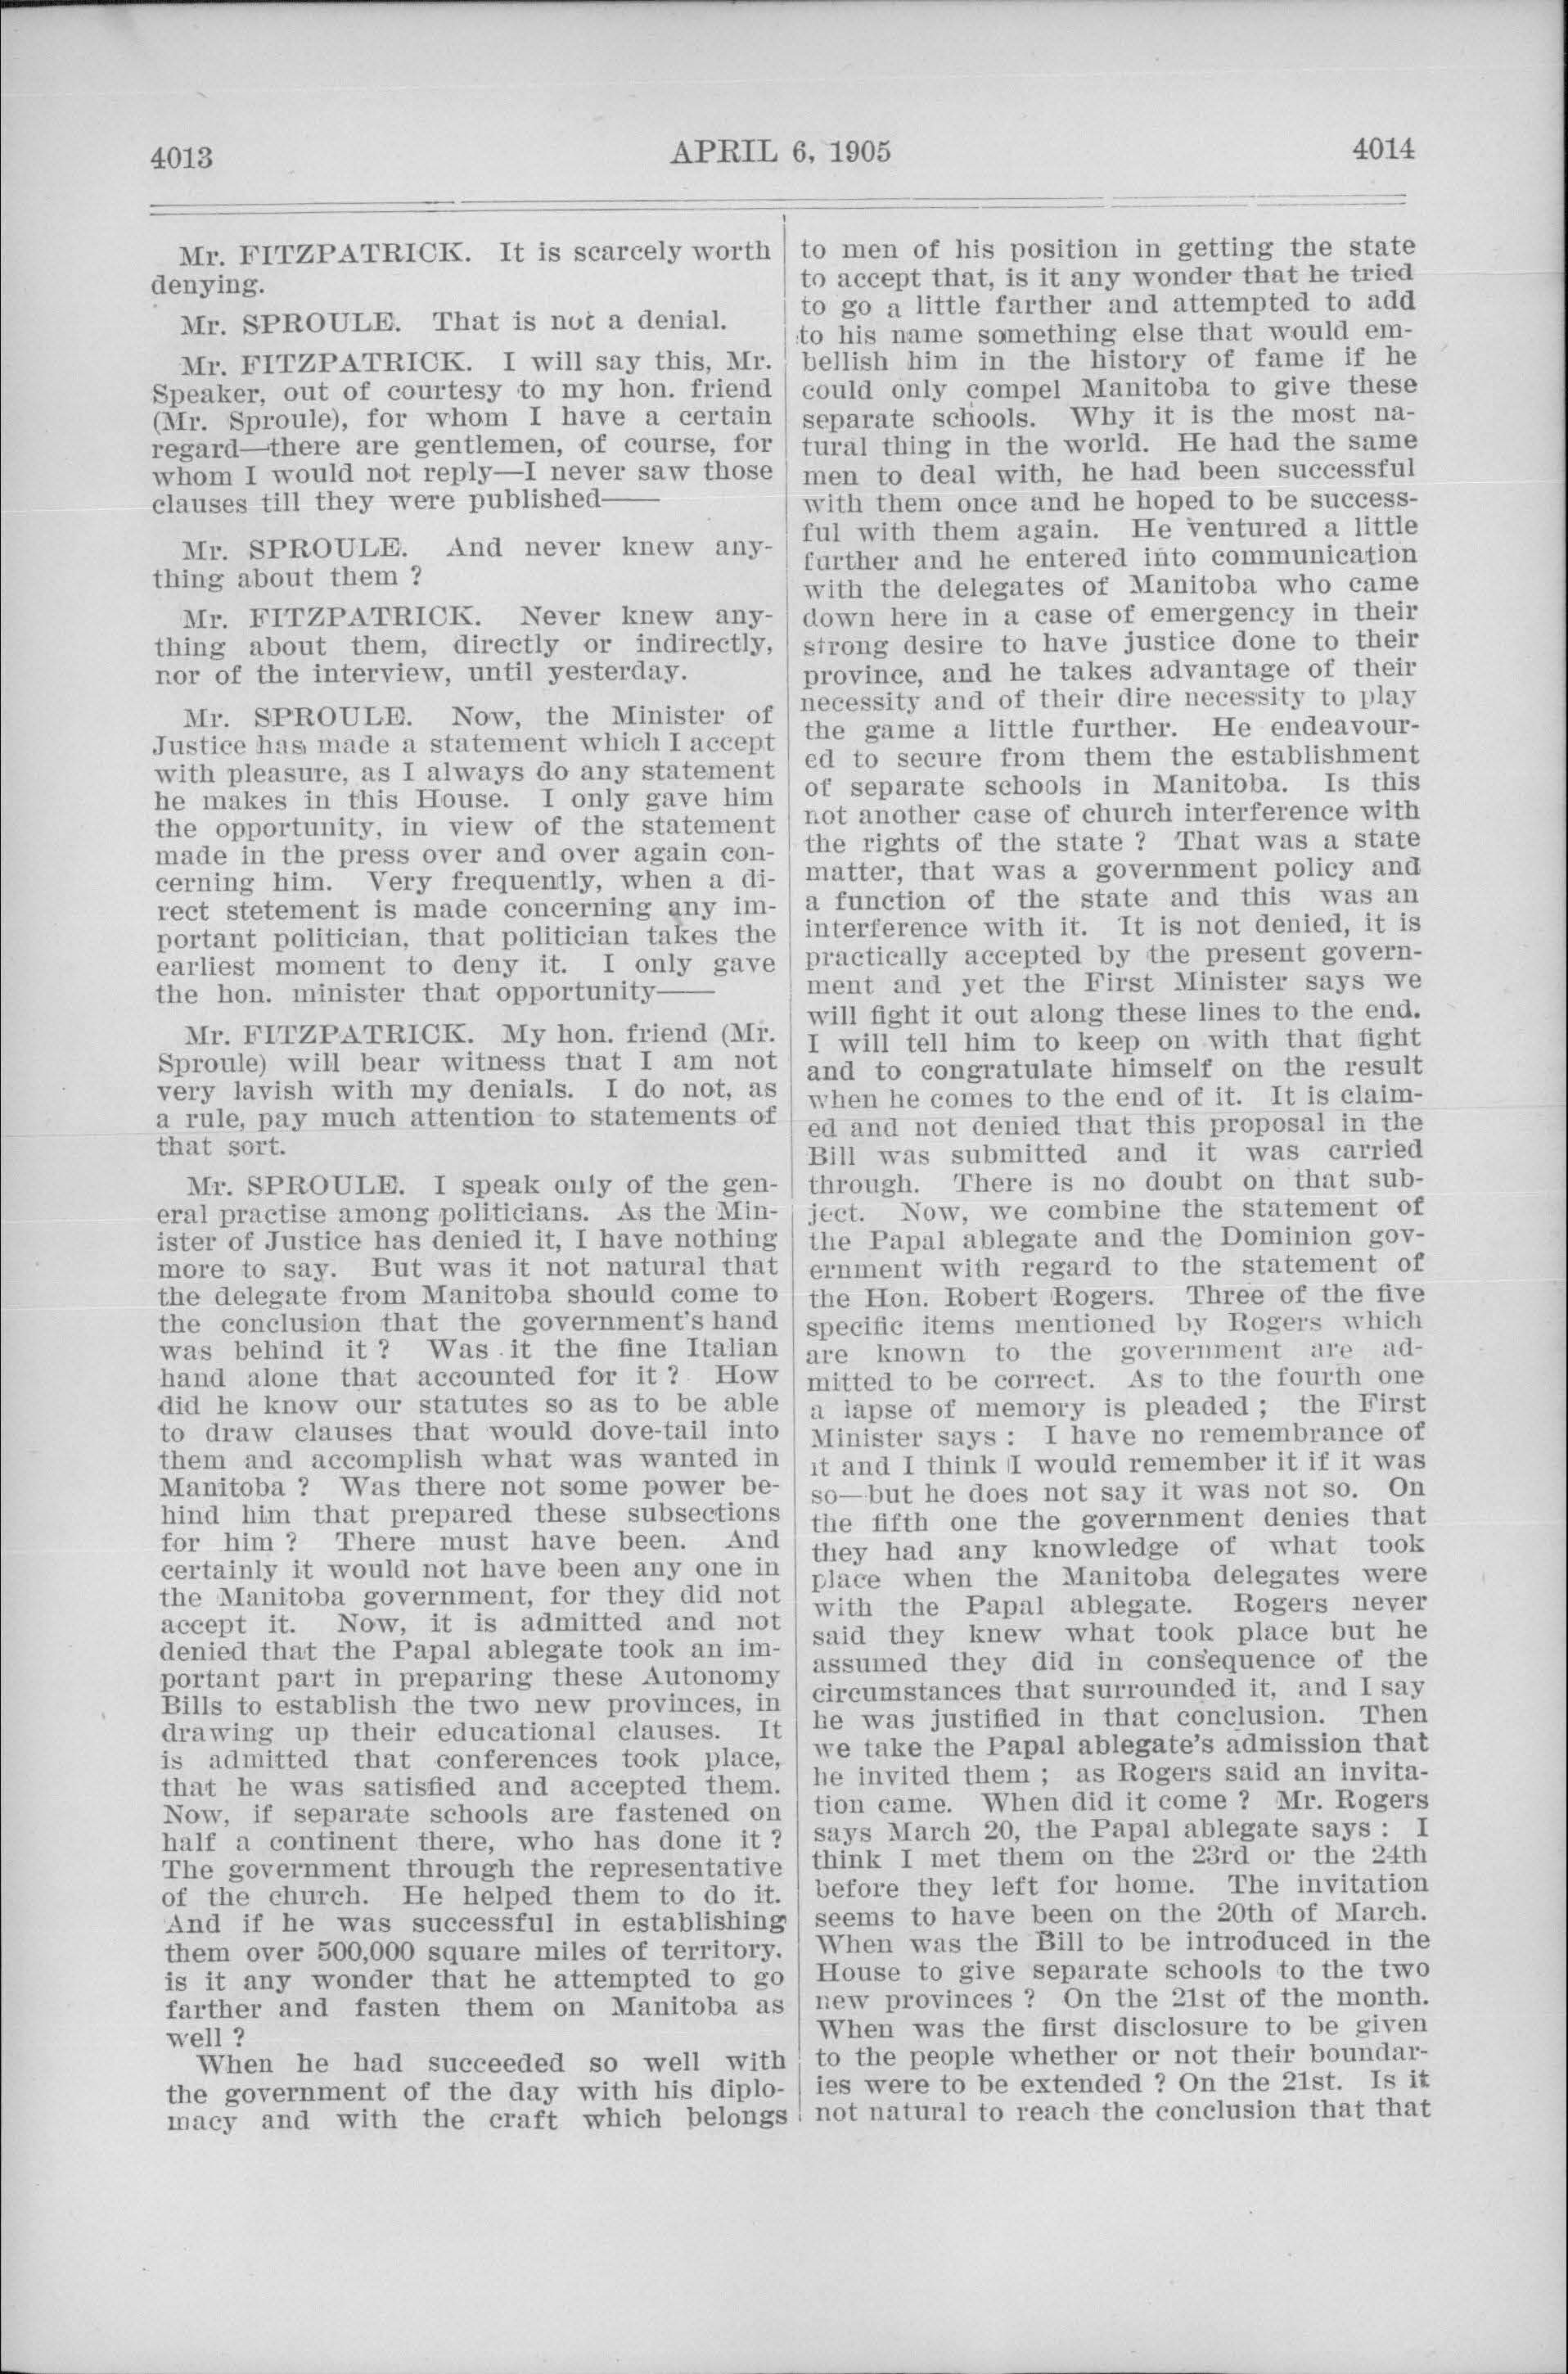 4013
APRIL 6, 1905
4014
Mr. FITZPATRICK. It is scarcely worth
denying.
Mr. SPROULE. That is not a denial.
Mr. FITZPATRICK. I will say this, Mr.
Speaker, out of courtesy to my hon. friend
(Mr. Sproule), for whom I have a certain
regard—there are gentlemen, of course, for
whom I would not reply—I never saw those
clauses till they were published——
Mr. SPROULE. And never knew any-
thing about them ?
Mr. FITZPATRICK. Never knew any-
thing about them, directly or indirectly,
nor of the interview, until yesterday.
Mr. SPROULE. Now, the Minister of
Justice has made a statement which I accept
with pleasure, as I always do any statement
he makes in this House. I only gave him
the opportunity, in view of the statement
made in the press over and over again con-
cerning him. Very frequently, when a di-
rect stetement is made concerning any im-
portant politician, that politician takes the
earliest moment to deny it. I only gave
the hon. minister that opportunity——
Mr. FITZPATRICK. My hon. friend (Mr.
Sproule) will bear witness that I am not
very lavish with my denials. I do not, as
a rule, pay much attention to statements of
that sort.
Mr. SPROULE. I speak only of the gen-
eral practise among politicians. As the Min-
ister of Justice has denied it, I have nothing
more to say. But was it not natural that
the delegate from Manitoba should come to
the conclusion that the government's hand
was behind it ? Was it the fine Italian
hand alone that accounted for it ? How
did he know our statutes so as to be able
to draw clauses that would dove-tail into
them and accomplish what was wanted in
Manitoba ? Was there not some power be-
hind him that prepared these subsections
for him ? There must have been. And
certainly it would not have been any one in
the Manitoba government, for they did not
accept it. Now, it is admitted and not
denied that the Papal ablegate took an im-
portant part in preparing these Autonomy
Bills to establish the two new provinces, in
drawing up their educational clauses. It
is admitted that conferences took place,
that he was satisfied and accepted them.
Now, if separate schools are fastened on
half a continent there, who has done it ?
The government through the representative
of the church. He helped them to do it.
And if he was successful in establishing
them over 500,000 square miles of territory.
is it any wonder that he attempted to go
farther and fasten them on Manitoba as
well ?
When he had succeeded so well with
the government of the day with his diplo-
macy and with the craft which belongs
to men of his position in getting the state
to accept that, is it any wonder that he tried
to go a little farther and attempted to add
to his name something else that would em-
bellish him in the history of fame if he
could only compel Manitoba to give these
separate schools. Why it is the most na-
tural thing in the world. He had the same
men to deal with, he had been successful
with them once and he hoped to be success-
ful with them again. He ventured a little
further and he entered into communication
with the delegates of Manitoba who came
down here in a case of emergency in their
strong desire to have justice done to their
province, and he takes advantage of their
necessity and of their dire necessity to play
the game a little further. He endeavour-
ed to secure from them the establishment
of separate schools in Manitoba. Is this
not another case of church interference with
the rights of the state ? That was a state
matter, that was a government policy and
a function of the state and this was an
interference with it. It is not denied, it is
practically accepted by the present govern-
ment and yet the First Minister says we
will fight it out along these lines to the end.
I will tell him to keep on with that fight
and to congratulate himself on the result
when he comes to the end of it. It is claim-
ed and not denied that this proposal in the
Bill was submitted and it was carried
through. There is no doubt on that sub-
ject. Now, we combine the statement of
the Papal ablegate and the Dominion gov-
ernment with regard to the statement of
the Hon. Robert Rogers. Three of the five
specific items mentioned by Rogers which
are known to the government are ad-
mitted to be correct. As to the fourth one
a lapse of memory is pleaded ; the First
Minister says : I have no remembrance of
it and I think I would remember it if it was
so—but he does not say it was not so. On
the fifth one the government denies that
they had any knowledge of what took
place when the Manitoba delegates were
with the Papal ablegate. Rogers never
said they knew what took place but he
assumed they did in consequence of the
circumstances that surrounded it, and I say
he was justified in that conclusion. Then
we take the Papal ablegate's admission that
he invited them ; as Rogers said an invita-
tion came. When did it come ? Mr. Rogers
says March 20, the Papal ablegate says : I
think I met them on the 23rd or the 24th
before they left for home. The invitation
seems to have been on the 20th of March.
When was the Bill to be introduced in the
House to give separate schools to the two
new provinces ? On the 21st of the month.
When was the first disclosure to be given
to the people whether or not their boundar-
ies were to be extended ? On the 21st. Is it
not natural to reach the conclusion that that